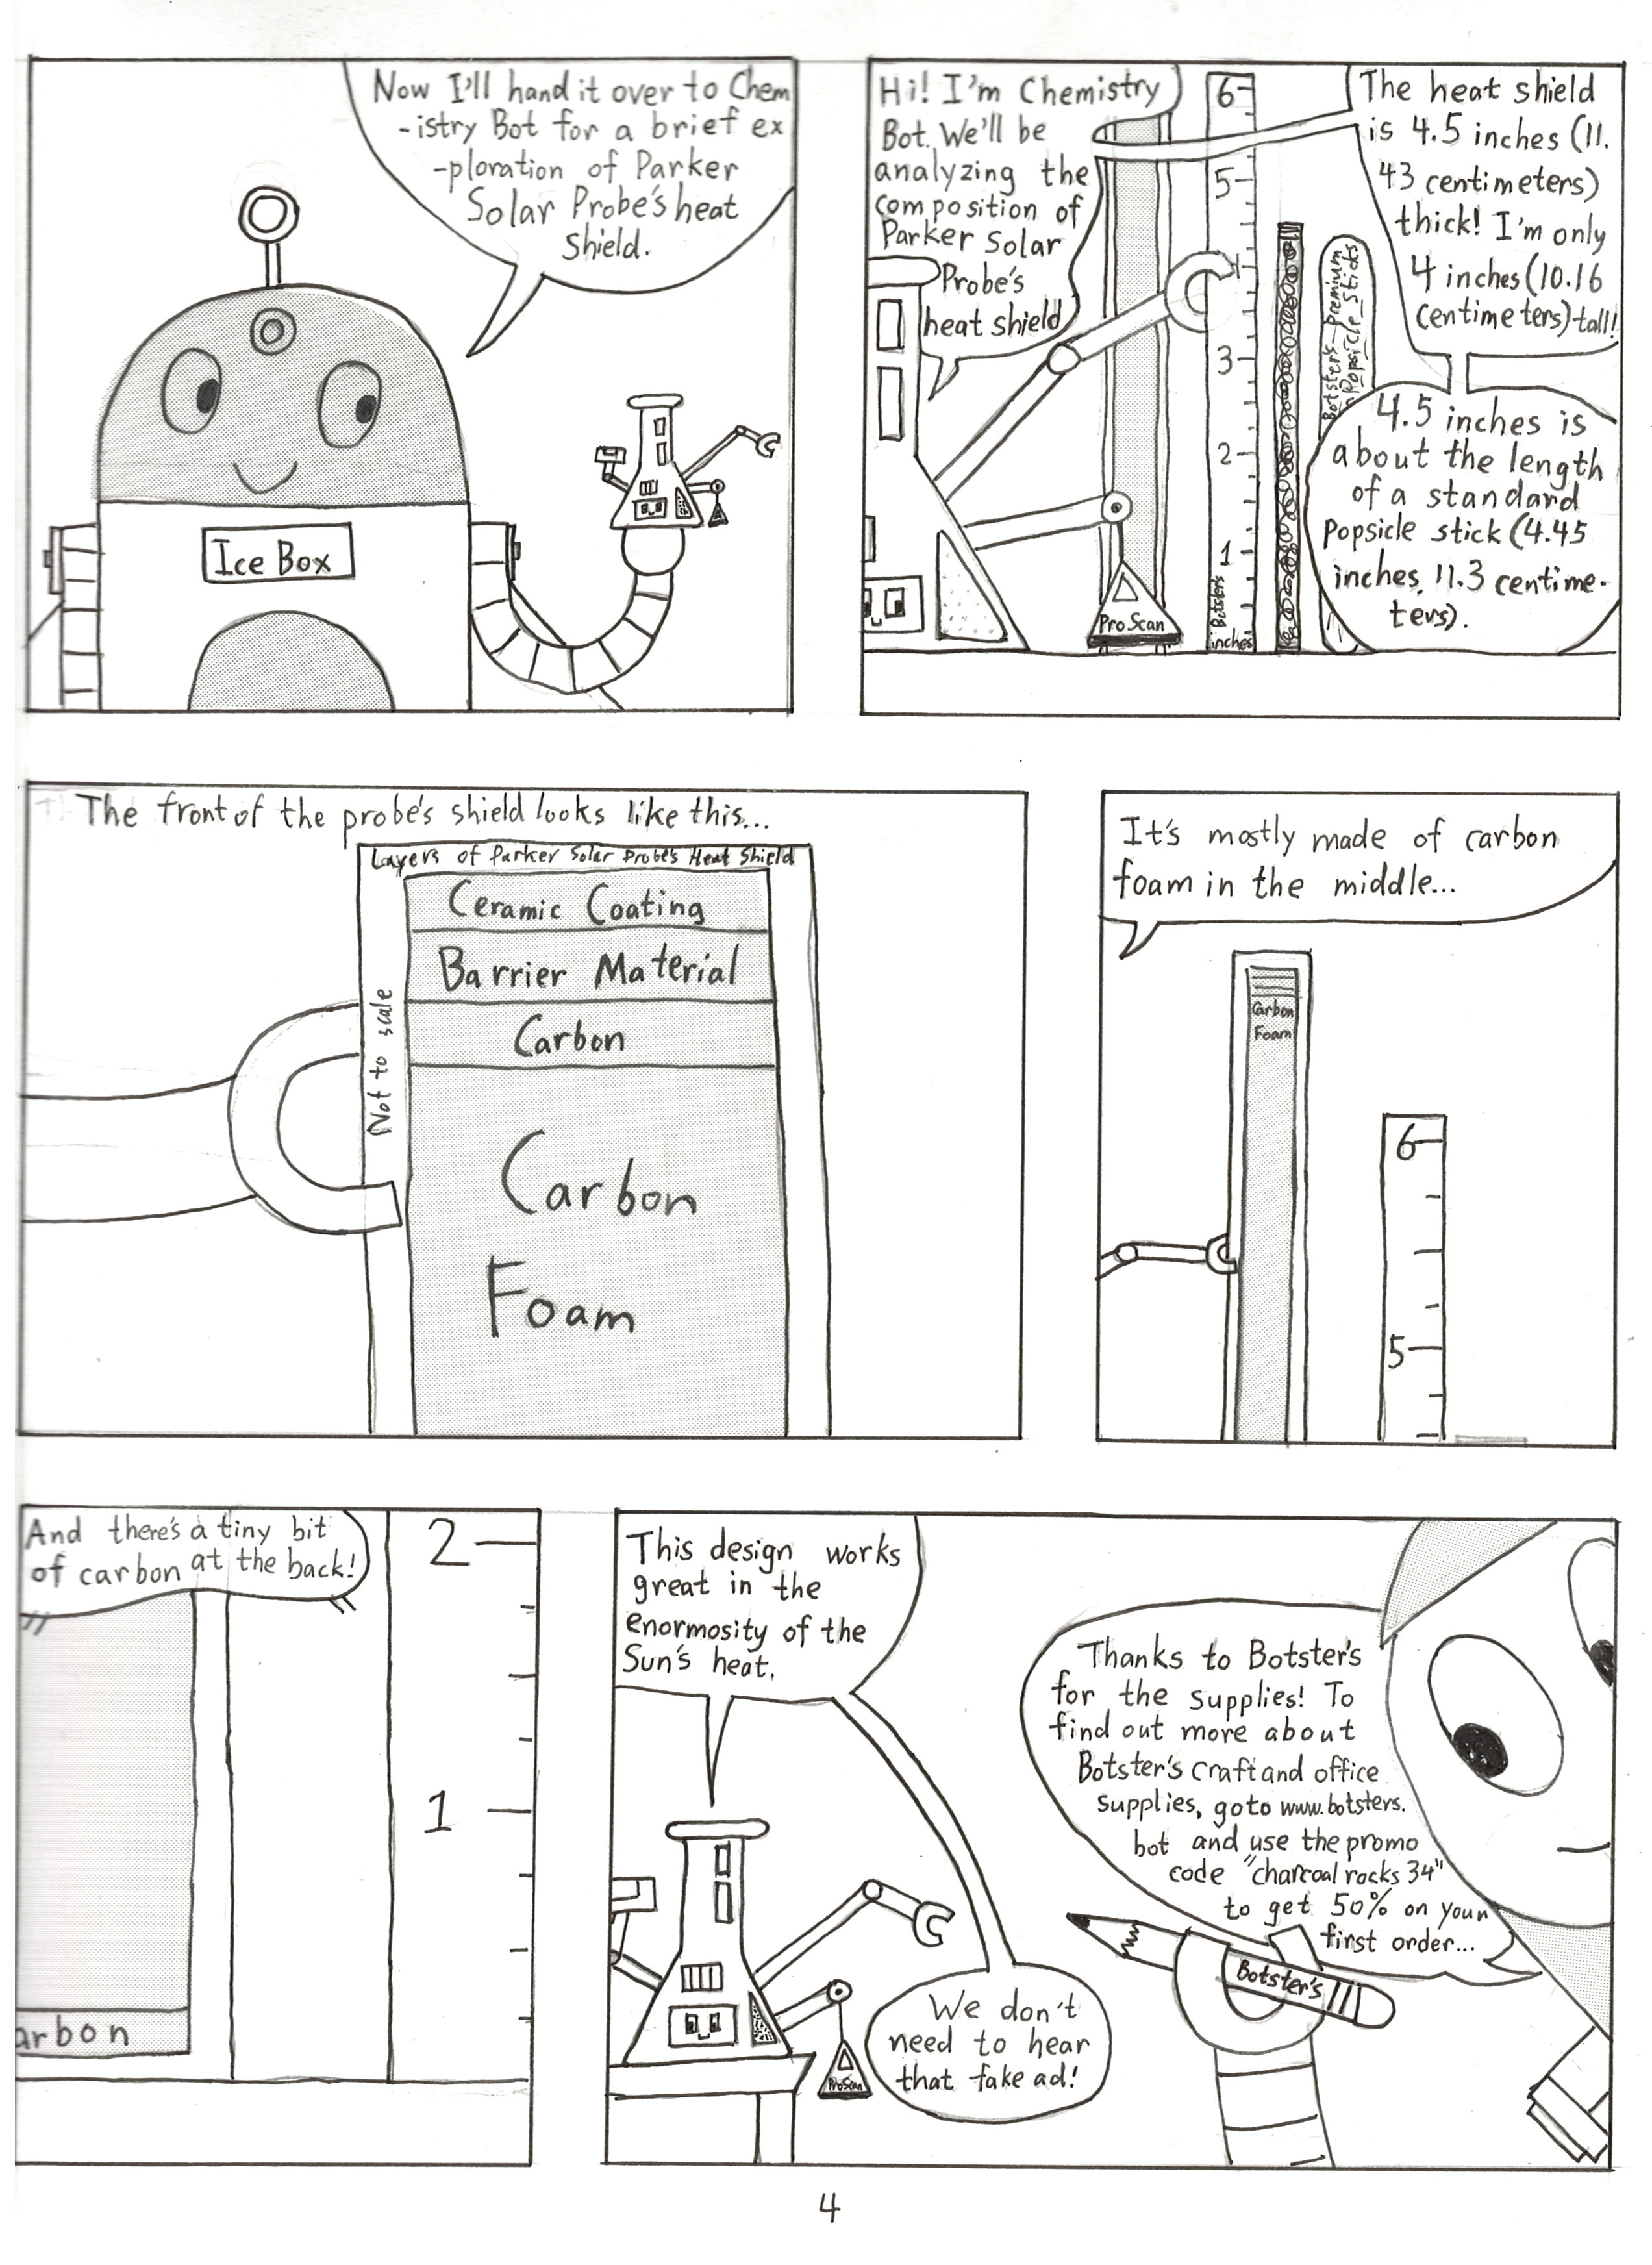 Now I'll hand it over to Chem
-istry Bot for a brief ex
-ploration of Parker
Solar Probe's heat
shield.
Ice Box
Hi! I'm Chemistry
Bot. We'll be
analyzing the
composition of
Parker Solar
Probe's
heat shield
The heat shield
is 4.5 inches (11.
43 centimeters)
thick! I'm only
4 inches (10.16
centimeters) tall!
4.5 inches is
about the length
of a standard
Popsicle stick (4.45
inches, 11.3 centime-
ters).
6
5
3
2
1
Botsters
inches
Botster's Premium
Popsicle Sticks
Pro Scan
The front of the probe's shield looks like this...
Layers of Parker Solar Probe's Heat Shield
Not to scale
Ceramic Coating
Barrier Material
Carbon
Carbon
Foam
It's mostly made of carbon
foam in the middle...
Carbon
Foam
6
5
And there's a tiny bit
of carbon at the back!
2
1
arbon
This design works
great in the
enormosity of the
Sun's heat.
We don't
need to hear
that fake ad!
ProScan
Thanks to Botster's
for the supplies! To
find out more about
Botster's craft and office
supplies, go to www.botsters.
bot and use the promo
code "charcoal rocks 34"
to get 50% on your
first order...
Botster's
4